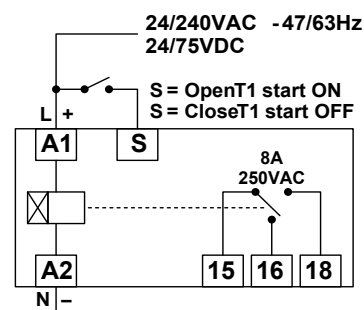 24/240VAC - 47/63Hz
24/75VDC
S = OpenT1 start ON
S = CloseT1 start OFF
L +
A1
S
8A
250VAC
A2
15
16
18
N –